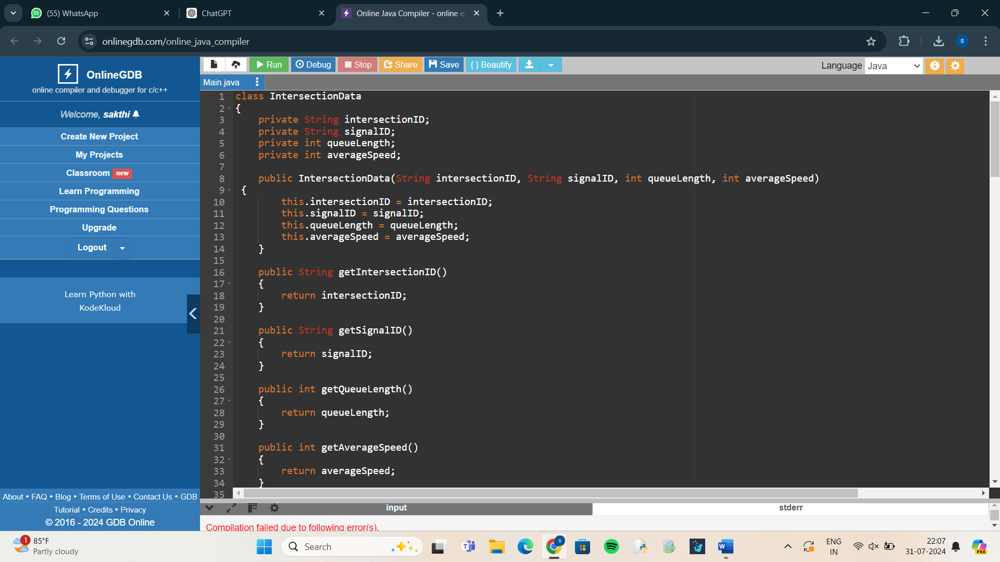 (55) WhatsApp
ChatGPT
Online Java Compiler - online e
onlinegdb.com/online_java_compiler
OnlineGDB
online compiler and debugger for c/c++
Welcome, sakthi
Create New Project
My Projects
Classroom new
Learn Programming
Programming Questions
Upgrade
Logout
Learn Python with
KodeKloud
About • FAQ • Blog • Terms of Use • Contact Us • GDB
Tutorial • Credits • Privacy
© 2016 - 2024 GDB Online
Run Debug Stop Share Save { } Beautify
Language Java
Main.java
1 class IntersectionData
2 {
3 private String intersectionID;
4 private String signalID;
5 private int queueLength;
6 private int averageSpeed;
7
8 public IntersectionData(String intersectionID, String signalID, int queueLength, int averageSpeed)
9 {
10 this.intersectionID = intersectionID;
11 this.signalID = signalID;
12 this.queueLength = queueLength;
13 this.averageSpeed = averageSpeed;
14 }
15
16 public String getIntersectionID()
17 {
18 return intersectionID;
19 }
20
21 public String getSignalID()
22 {
23 return signalID;
24 }
25
26 public int getQueueLength()
27 {
28 return queueLength;
29 }
30
31 public int getAverageSpeed()
32 {
33 return averageSpeed;
34 }
35
input
stderr
Compilation failed due to following error(s).
1
85°F
Partly cloudy
Search
ENG
IN
22:07
31-07-2024
PRE